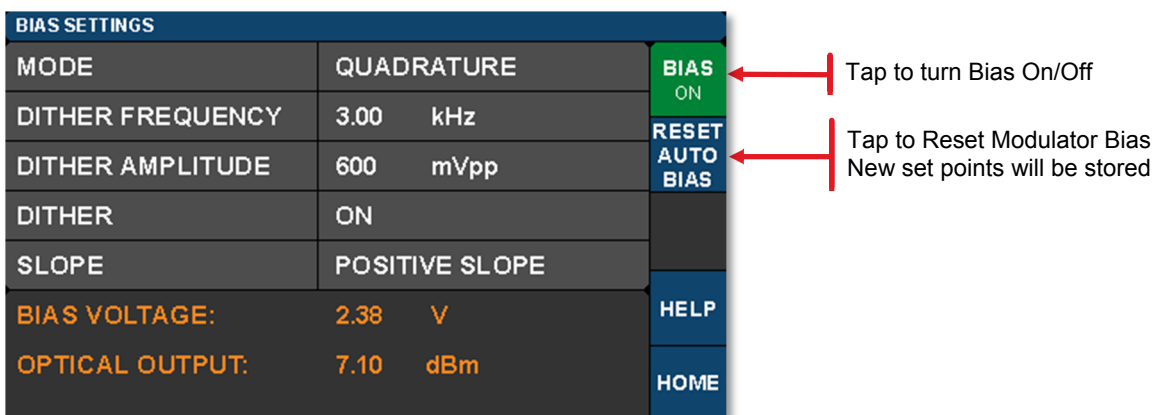 BIAS SETTINGS
MODE QUADRATURE
DITHER FREQUENCY 3.00 kHz
DITHER AMPLITUDE 600 mVpp
DITHER ON
SLOPE POSITIVE SLOPE
BIAS VOLTAGE: 2.38 V
OPTICAL OUTPUT: 7.10 dBm
BIAS
ON
RESET
AUTO
BIAS
HELP
HOME
Tap to turn Bias On/Off
Tap to Reset Modulator Bias
New set points will be stored